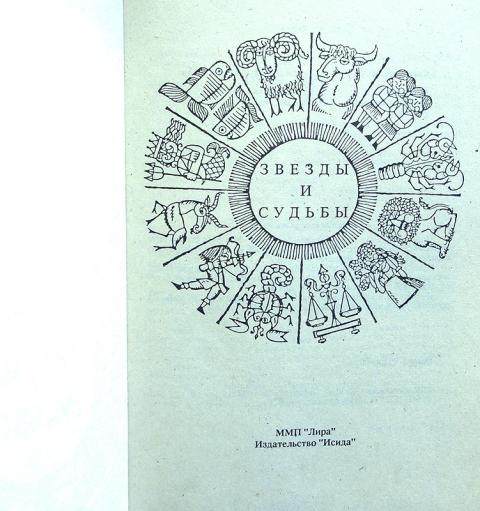 ЗВЕЗДЫ
И
СУДЬБЫ
ММП "Лира"
Издательство "Исида"